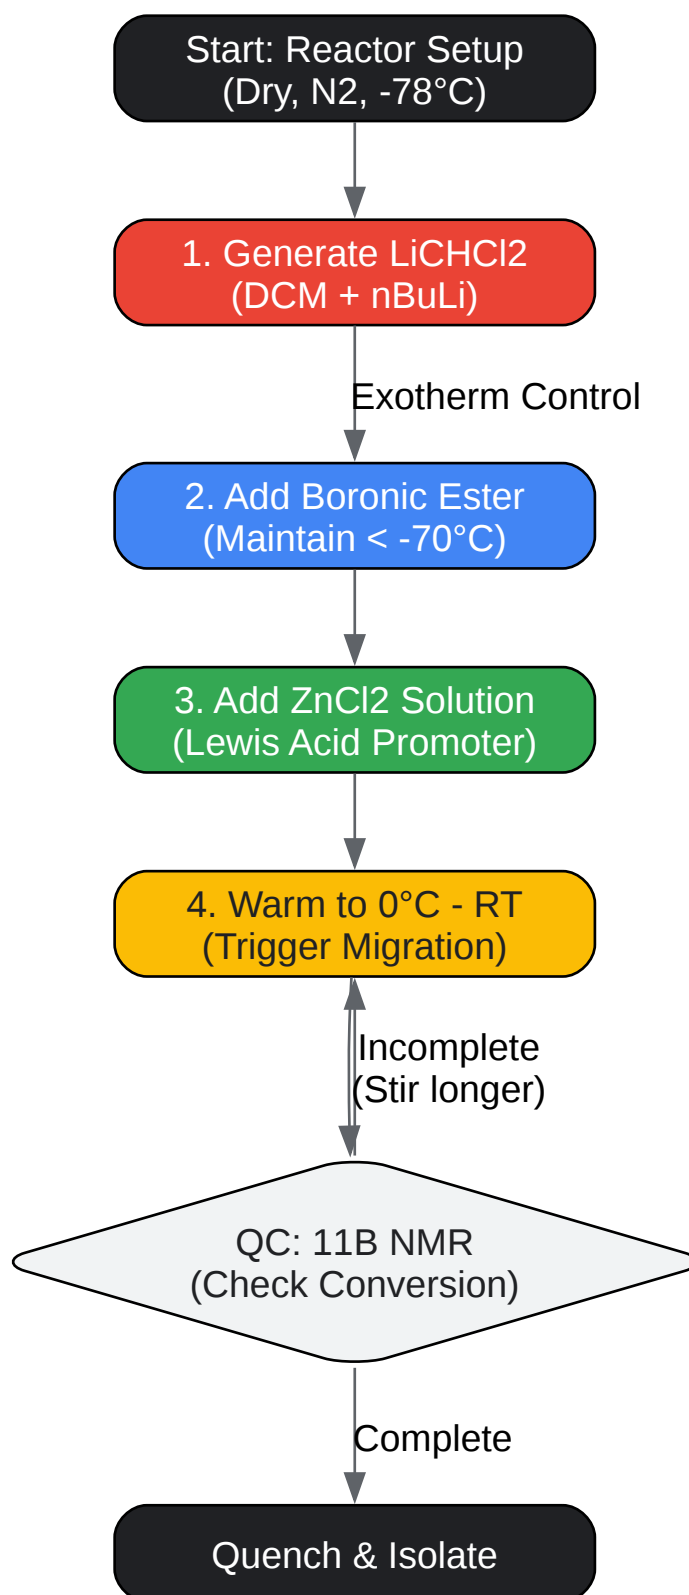 Start: Reactor Setup
(Dry, N2, -78°C)
1. Generate LiCHCl2
(DCM + nBuLi)
Exotherm Control
2. Add Boronic Ester
(Maintain < -70°C)
3. Add ZnCl2 Solution
(Lewis Acid Promoter)
4. Warm to 0°C - RT
(Trigger Migration)
Incomplete
(Stir longer)
QC: 11B NMR
(Check Conversion)
Complete
Quench & Isolate